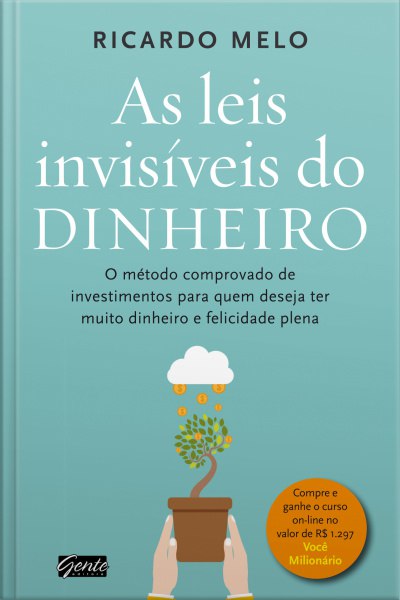 RICARDO MELO
As leis
invisíveis do
DINHEIRO
O método comprovado de
investimentos para quem deseja ter
muito dinheiro e felicidade plena
Compre e
ganhe o curso
on-line no
valor de R$ 1.297
Você
Milionário
Gente
editora